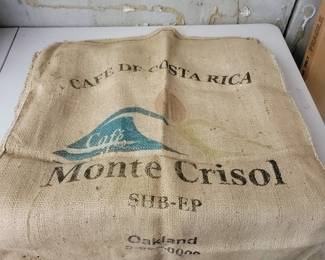 CAFE DE COSTA RICA
Café
Monte Crisol
SHB-EP
Oakland